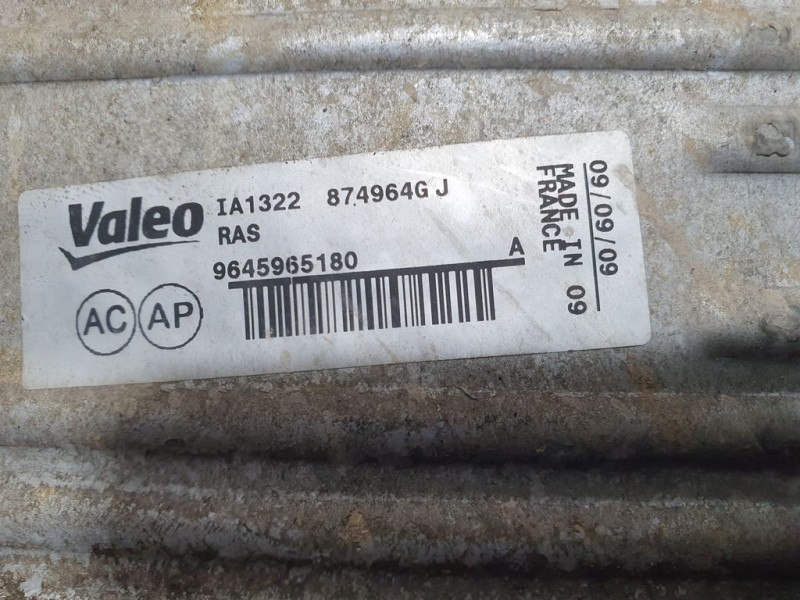 Valeo
IA1322 874964G J
RAS
9645965180 A
AC AP
MADE IN 09
FRANCE
09/09/09